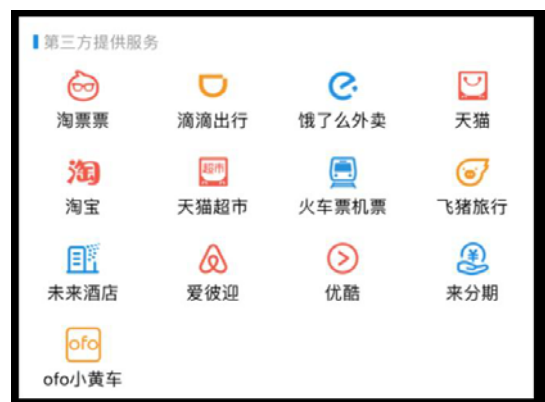 第三方提供服务
淘票票 滴滴出行 饿了么外卖 天猫
淘 超市
淘宝 天猫超市 火车票机票 飞猪旅行
未来酒店 爱彼迎 优酷 来分期
ofo
ofo小黄车